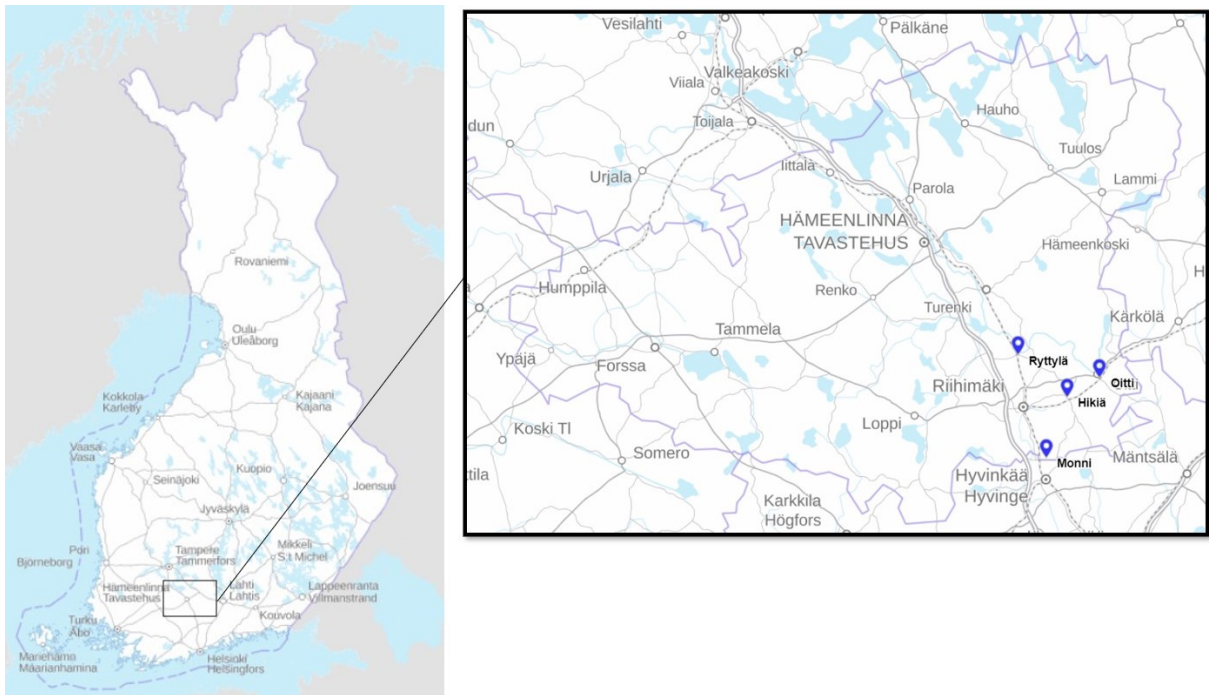 Rovaniemi
Oulu
Uleåborg
Kajaani
Kajana
Kokkola
Karleby
Vaasa
Vasa
Seinäjoki
Kuopio
Joensuu
Jyväskylä
Pori
Björneborg
Tampere
Tammerfors
Mikkeli
S:t Michel
Hämeenlinna
Tavastehus
Lahti
Lahtis
Lappeenranta
Villmanstrand
Kouvola
Turku
Åbo
Mariehamn
Maarianhamina
Helsinki
Helsingfors
Vesilahti
Pälkäne
Valkeakoski
Viiala
Toijala
Hauho
dun
Tuulos
Iittala
Urjala
Parola
Lammi
HÄMEENLINNA
TAVASTEHUS
Hämeenkoski
Humppila
Renko
Turenki
H
Kärkölä
Tammela
Ypäjä
Forssa
Ryttylä
Riihimäki
Oitti
Hikiä
Loppi
Koski Tl
Somero
Monni
Mäntsälä
ttila
Hyvinkää
Hyvinge
Karkkila
Högfors